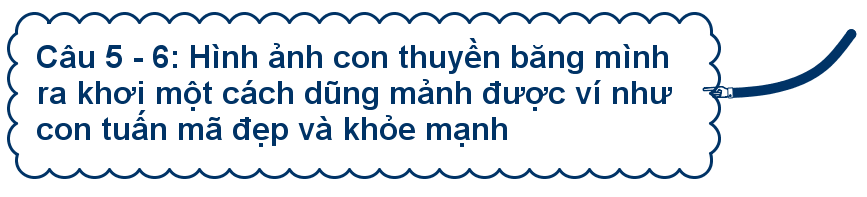 Câu 5 - 6: Hình ảnh con thuyền băng mình
ra khơi một cách dũng mảnh được ví như
con tuấn mã đẹp và khỏe mạnh